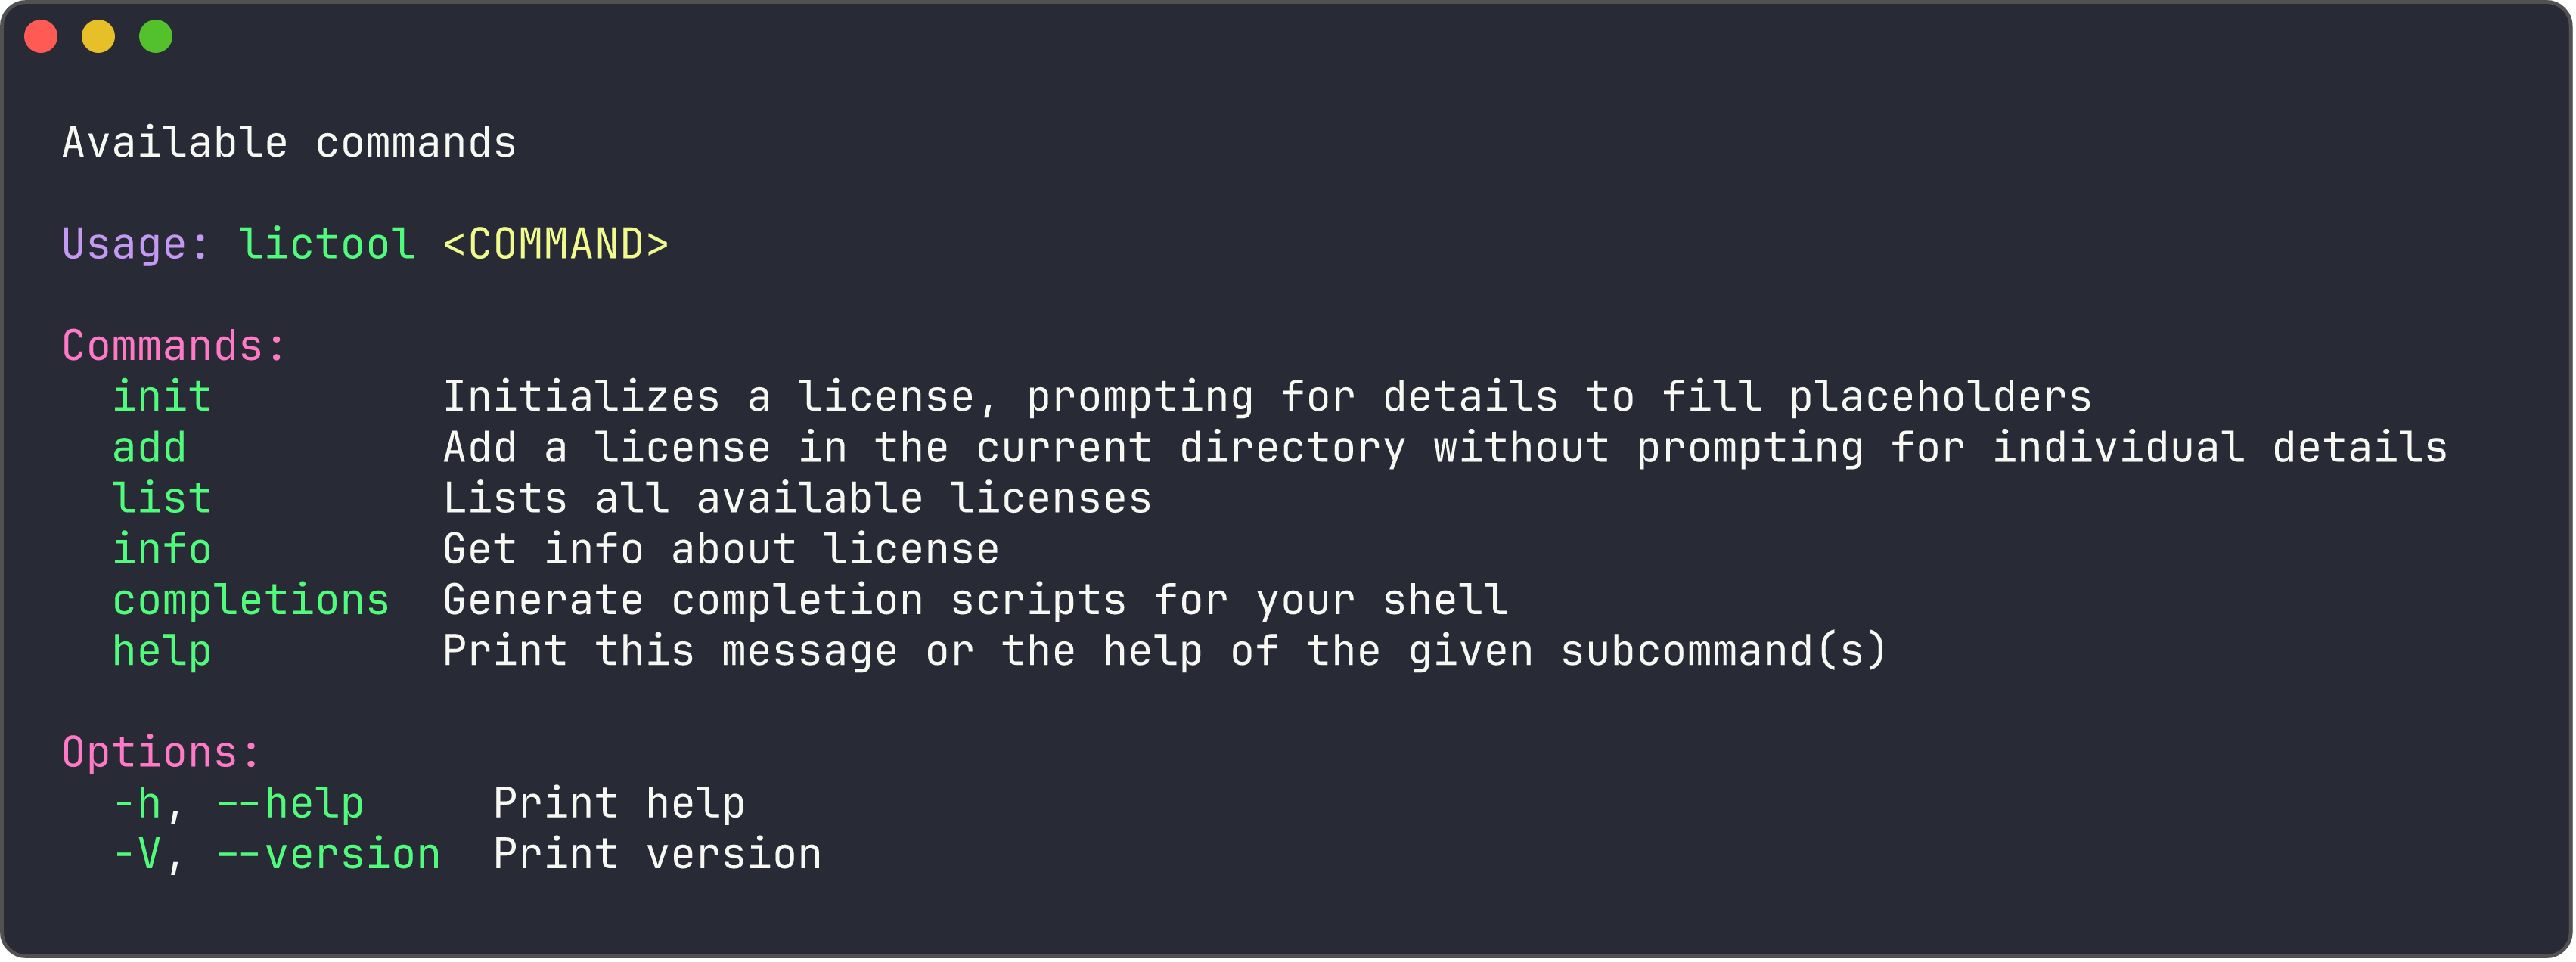 Available commands
Usage: lictool <COMMAND>
Commands:
  init         Initializes a license, prompting for details to fill placeholders
  add          Add a license in the current directory without prompting for individual details
  list         Lists all available licenses
  info         Get info about license
  completions  Generate completion scripts for your shell
  help         Print this message or the help of the given subcommand(s)
Options:
  -h, --help     Print help
  -V, --version  Print version